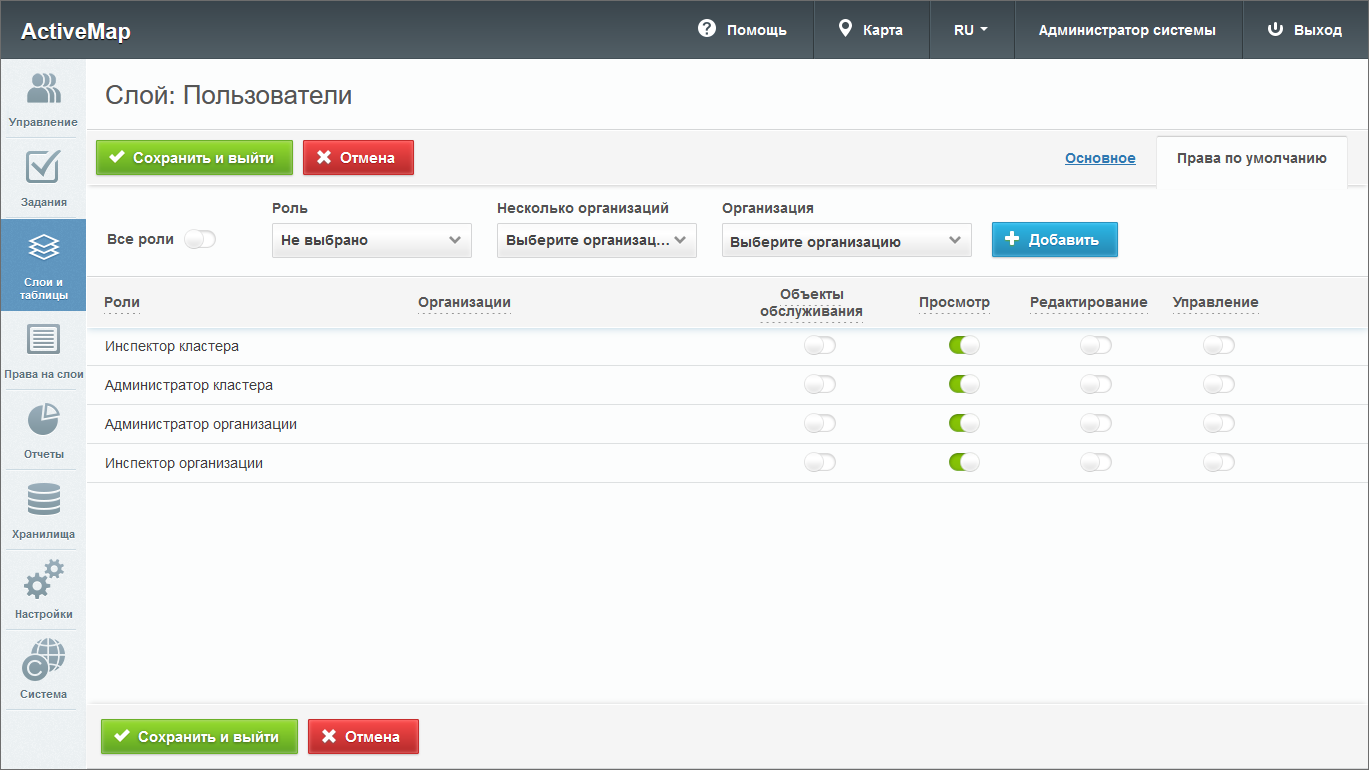 ActiveMap
Помощь
Карта
RU
Администратор системы
Выход
Управление
Задания
Слои и
таблицы
Права на слои
Отчеты
Хранилища
Настройки
Система
Слой: Пользователи
Сохранить и выйти
Отмена
Основное
Права по умолчанию
Все роли
Роль
Не выбрано
Несколько организаций
Выберите организац...
Организация
Выберите организацию
Добавить
Роли
Организации
Объекты
обслуживания
Просмотр
Редактирование
Управление
Инспектор кластера
Администратор кластера
Администратор организации
Инспектор организации
Сохранить и выйти
Отмена